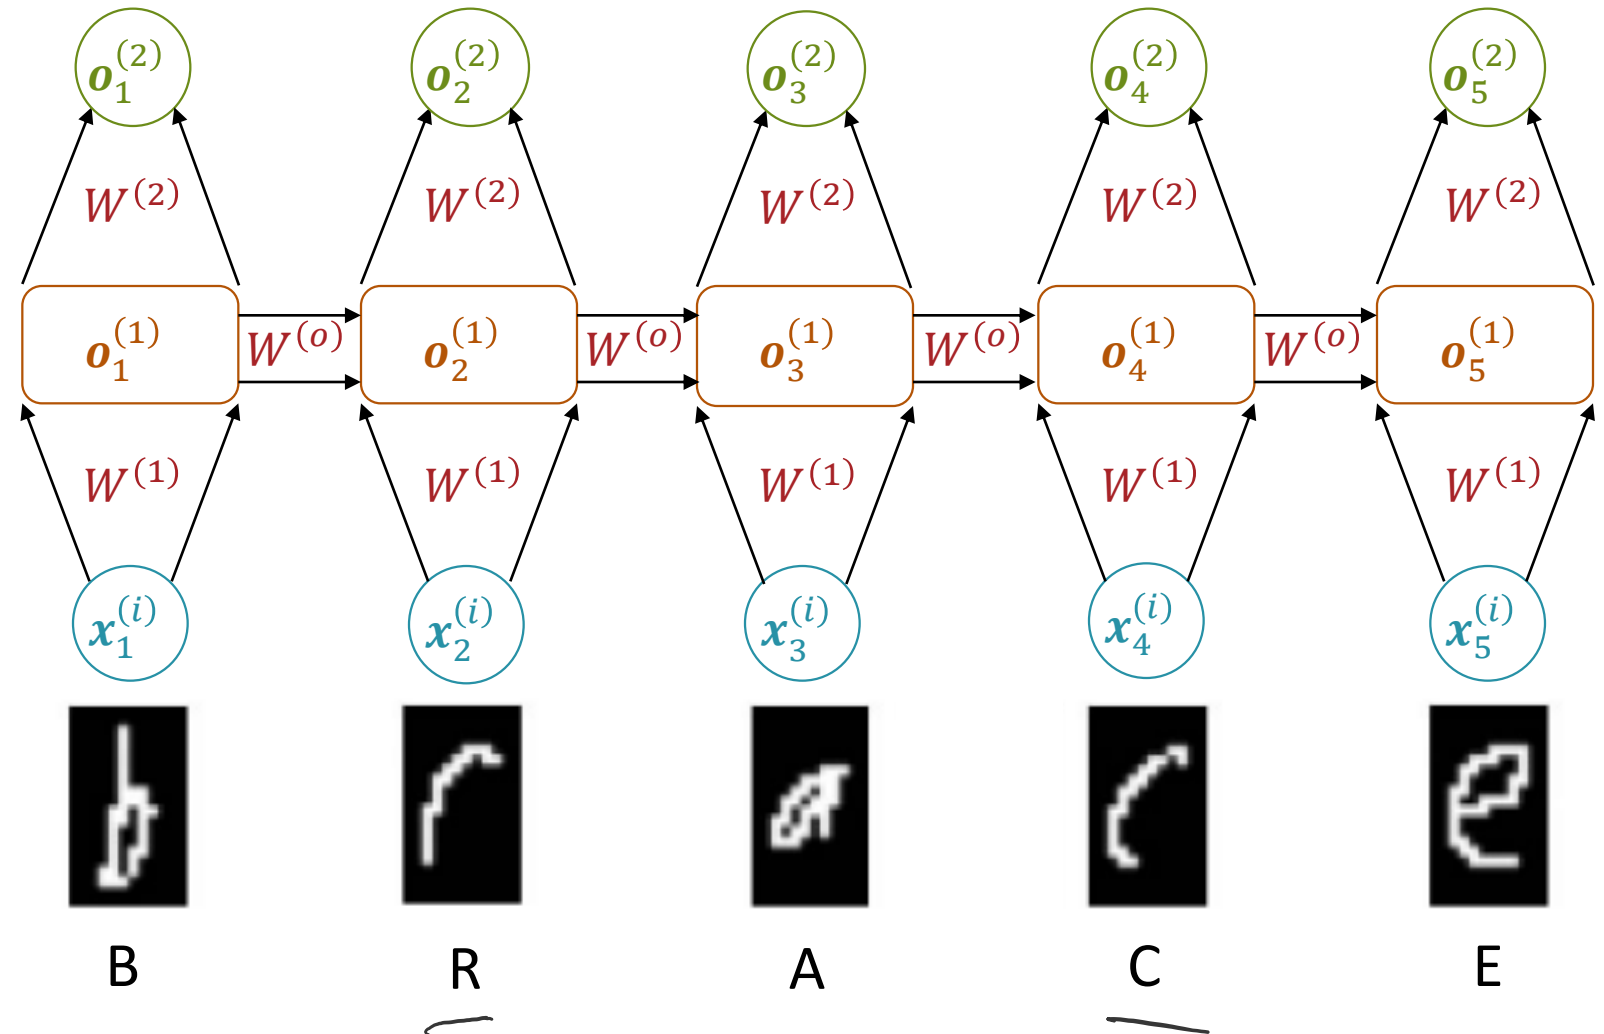 o₁⁽²⁾ o₂⁽²⁾ o₃⁽²⁾ o₄⁽²⁾ o₅⁽²⁾
W⁽²⁾ W⁽²⁾ W⁽²⁾ W⁽²⁾ W⁽²⁾
o₁⁽¹⁾ W⁽ᵒ⁾ o₂⁽¹⁾ W⁽ᵒ⁾ o₃⁽¹⁾ W⁽ᵒ⁾ o₄⁽¹⁾ W⁽ᵒ⁾ o₅⁽¹⁾
W⁽¹⁾ W⁽¹⁾ W⁽¹⁾ W⁽¹⁾ W⁽¹⁾
x₁⁽ⁱ⁾ x₂⁽ⁱ⁾ x₃⁽ⁱ⁾ x₄⁽ⁱ⁾ x₅⁽ⁱ⁾
b r a c e
B R A C E